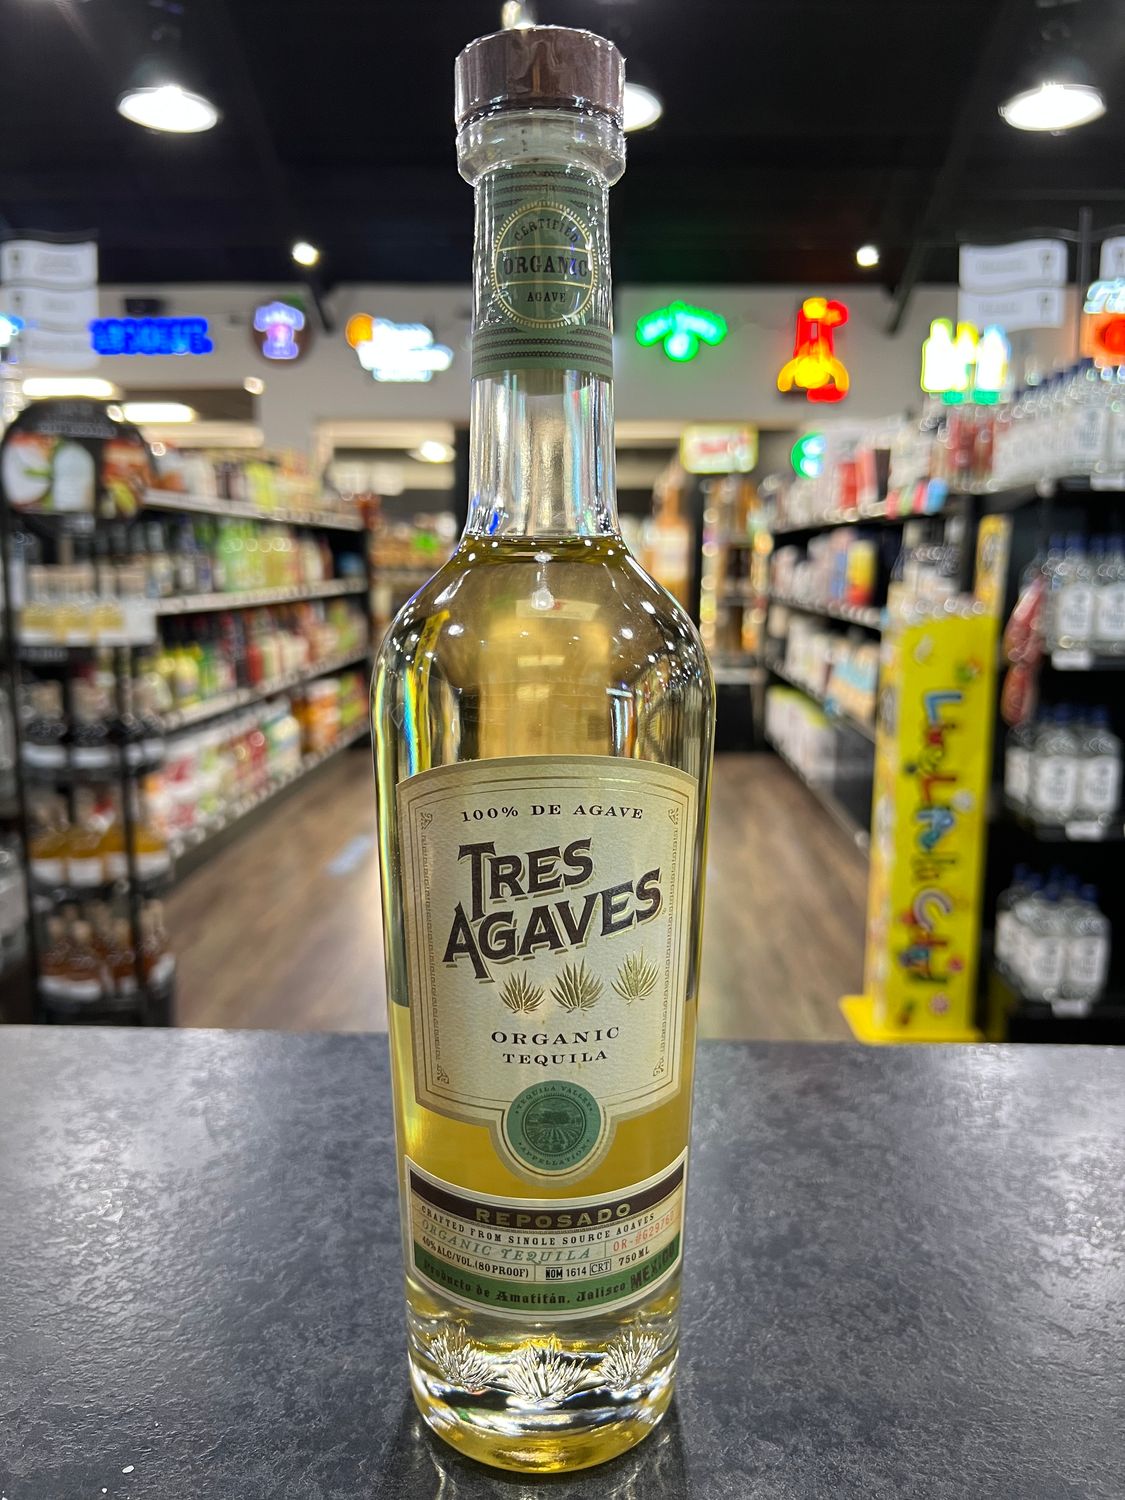 CERTIFIED
ORGANIC
AGAVE
100% DE AGAVE
TRES
AGAVES
ORGANIC
TEQUILA
TEQUILA VALLEY
APPELLATION
REPOSADO
CRAFTED FROM SINGLE SOURCE AGAVES
ORGANIC TEQUILA
40% ALC/VOL. (80 PROOF) NOM 1614 CRT 750 ML
Producto de Amatitán, Jalisco MEXICO